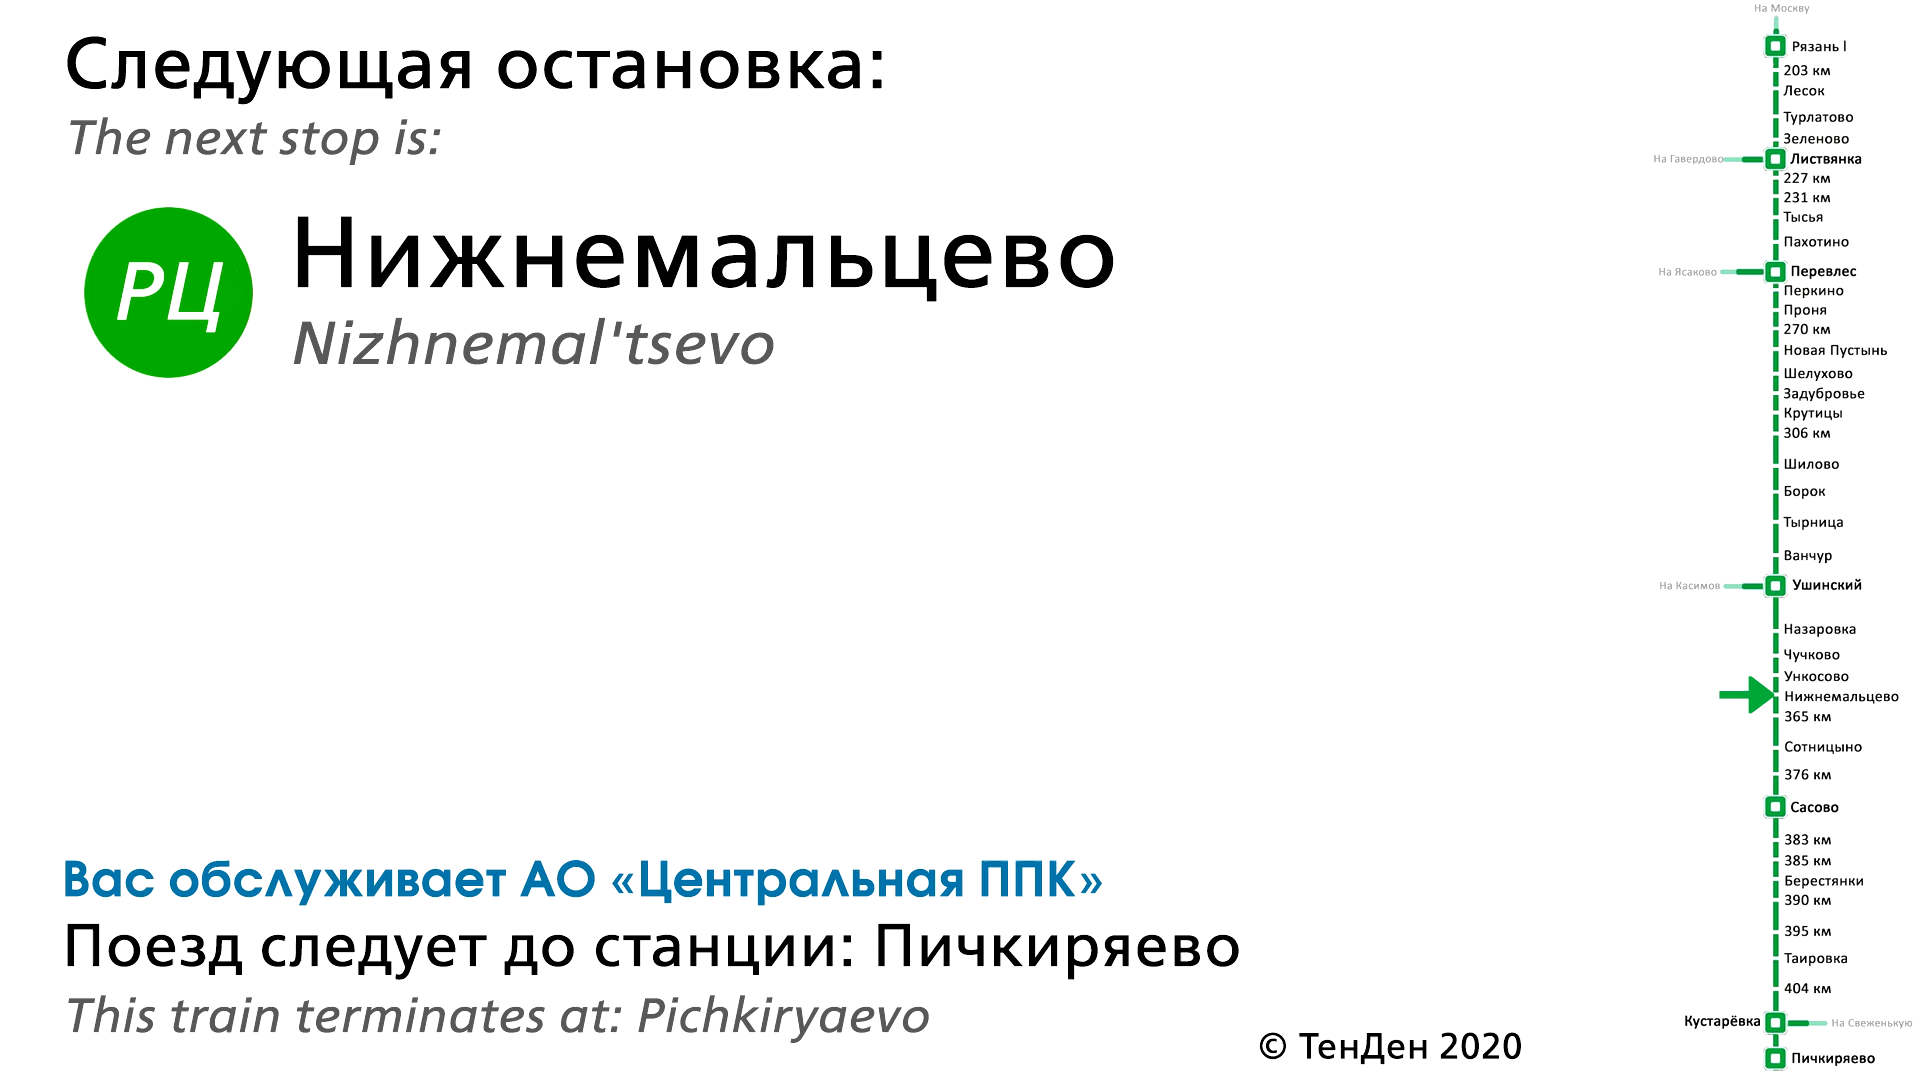 Следующая остановка:
The next stop is:
РЦ
Нижнемальцево
Nizhnemal'tsevo
Вас обслуживает АО «Центральная ППК»
Поезд следует до станции: Пичкиряево
This train terminates at: Pichkiryaevo
© ТенДен 2020
На Москву
Рязань I
203 км
Лесок
Турлатово
Зеленово
На Гавердово
Листвянка
227 км
231 км
Тысья
Пахотино
На Ясаково
Перевлес
Перкино
Проня
270 км
Новая Пустынь
Шелухово
Задубровье
Крутицы
306 км
Шилово
Борок
Тырница
Ванчур
На Касимов
Ушинский
Назаровка
Чучково
Ункосово
Нижнемальцево
365 км
Сотницыно
376 км
Сасово
383 км
385 км
Берестянки
390 км
395 км
Таировка
404 км
Кустарёвка
На Свеженькую
Пичкиряево